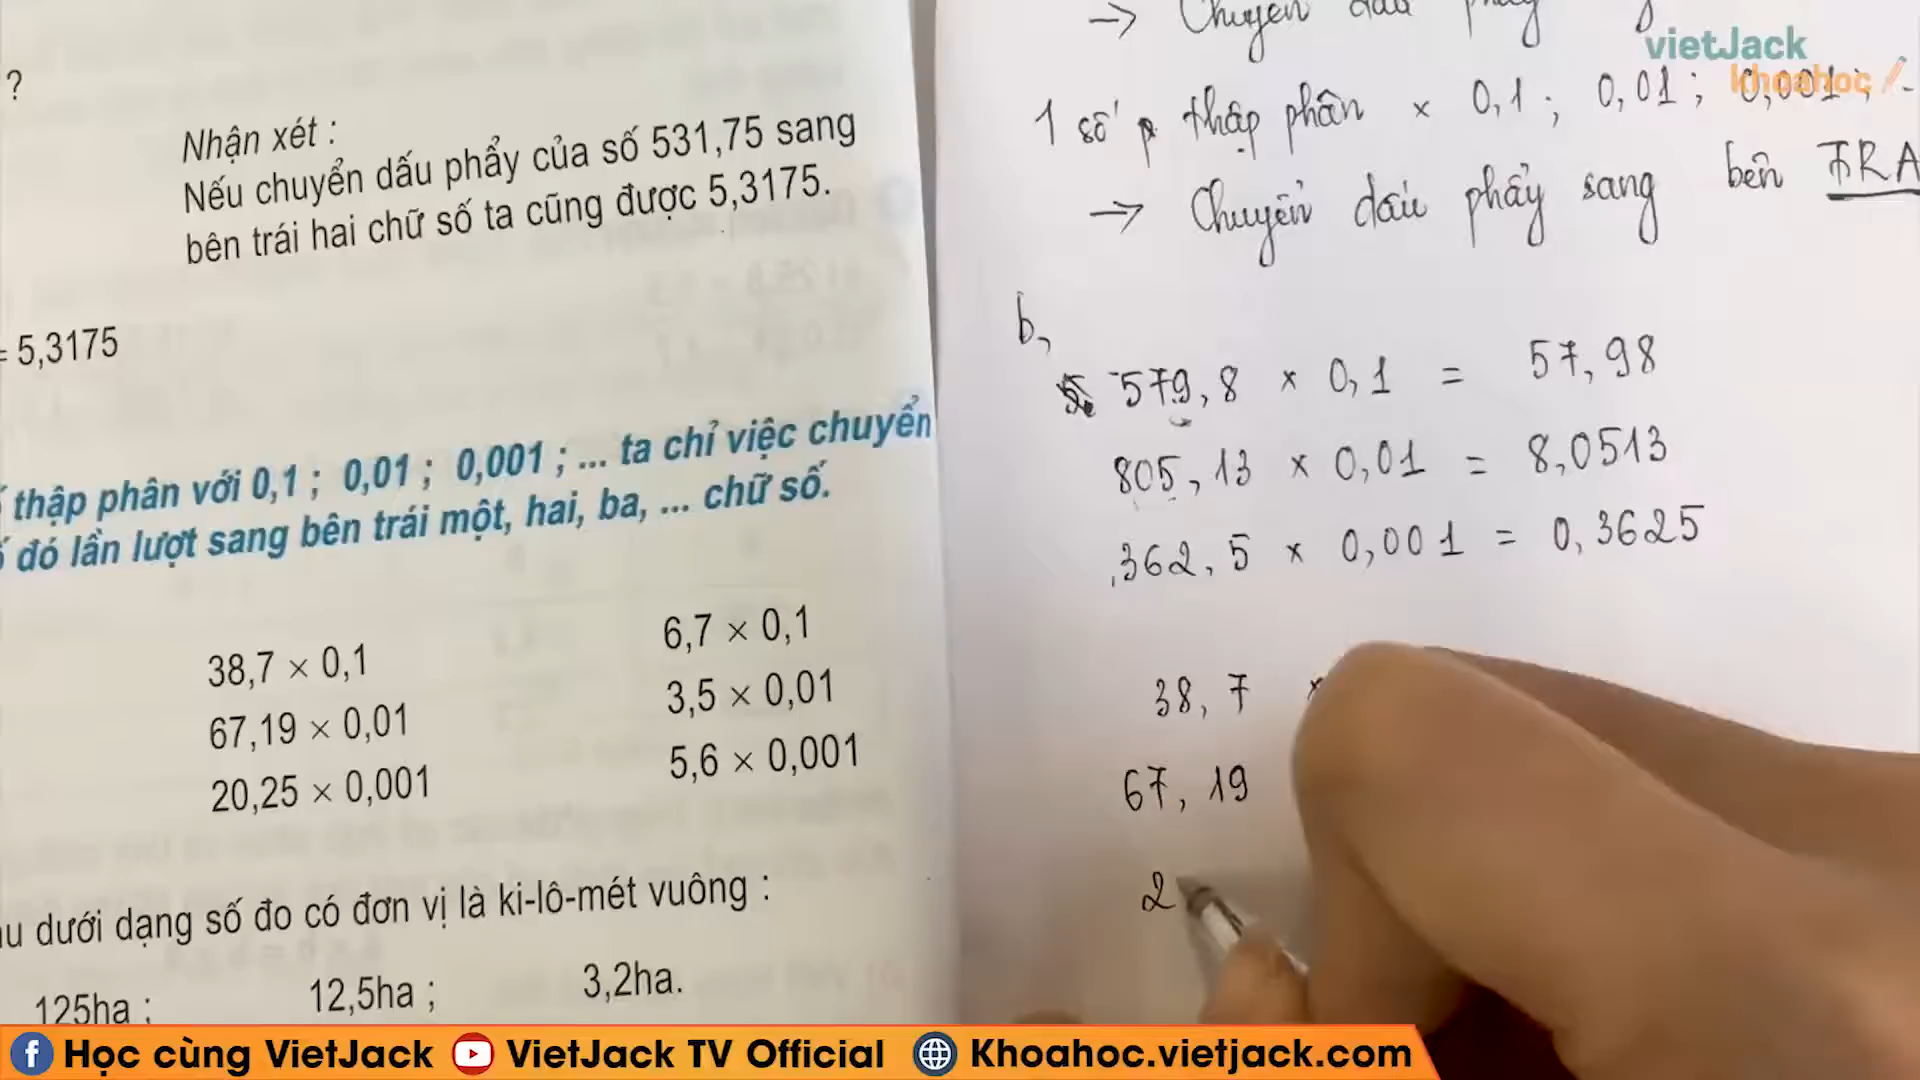 ?
Nhận xét :
Nếu chuyển dấu phẩy của số 531,75 sang
bên trái hai chữ số ta cũng được 5,3175.
= 5,3175
thập phân với 0,1 ; 0,01 ; 0,001 ; ... ta chỉ việc chuyển
đó lần lượt sang bên trái một, hai, ba, ... chữ số.
38,7 × 0,1
6,7 × 0,1
67,19 × 0,01
3,5 × 0,01
20,25 × 0,001
5,6 × 0,001
dưới dạng số đo có đơn vị là ki-lô-mét vuông :
125ha ;
12,5ha ;
3,2ha.
→ Chuyển dấu phẩy
1 số thập phân × 0,1 ; 0,01 ; 0,001 ; ..
→ Chuyển dấu phẩy sang bên TRÁ
b,
579,8 × 0,1 = 57,98
805,13 × 0,01 = 8,0513
362,5 × 0,001 = 0,3625
38,7 ×
67,19
2
vietJack
khoahoc
Học cùng VietJack
VietJack TV Official
Khoahoc.vietjack.com